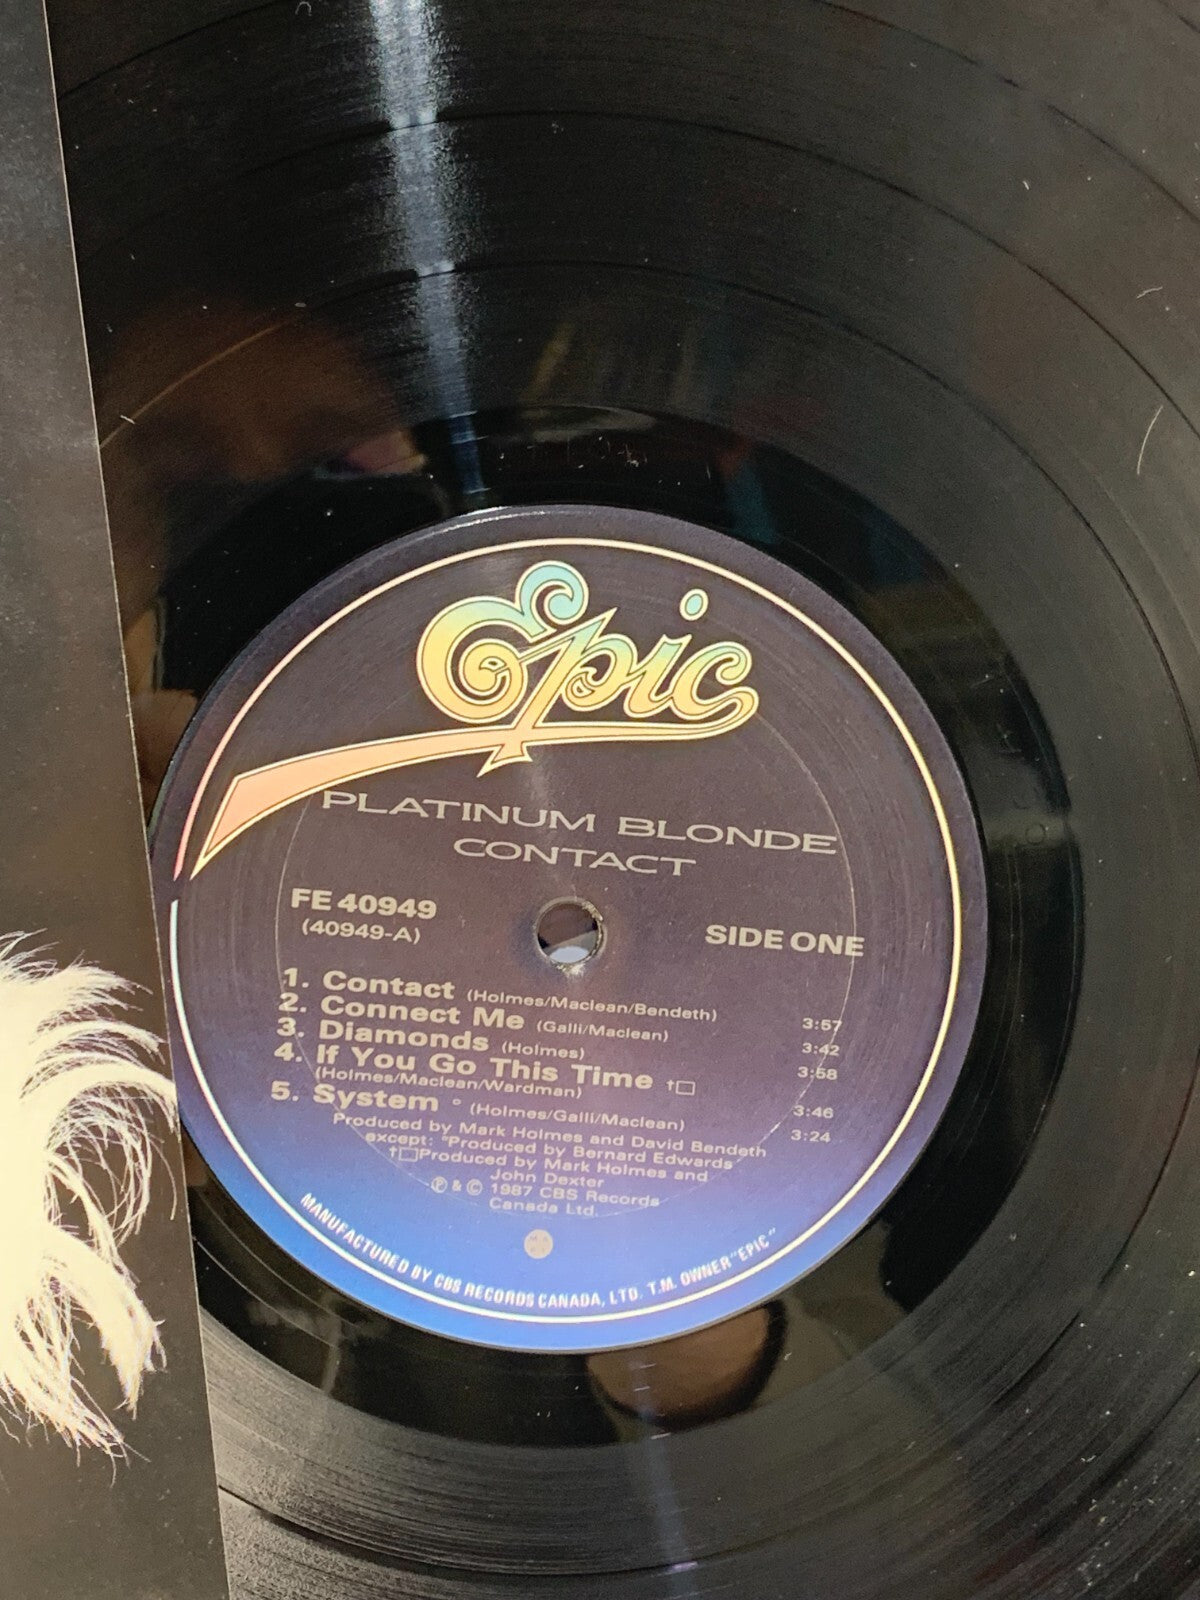 Epic
PLATINUM BLONDE
CONTACT
FE 40949
(40949-A)
SIDE ONE
1. Contact (Holmes/Maclean/Bendeth) 3:57
2. Connect Me (Galli/Maclean) 3:42
3. Diamonds (Holmes) 3:58
4. If You Go This Time †□
(Holmes/Maclean/Wardman) 3:46
5. System ° (Holmes/Galli/Maclean) 3:24
Produced by Mark Holmes and David Bendeth
except: °Produced by Bernard Edwards
†□Produced by Mark Holmes and
John Dexter
℗ & © 1987 CBS Records
Canada Ltd.
MANUFACTURED BY CBS RECORDS CANADA, LTD. T.M. OWNER "EPIC"